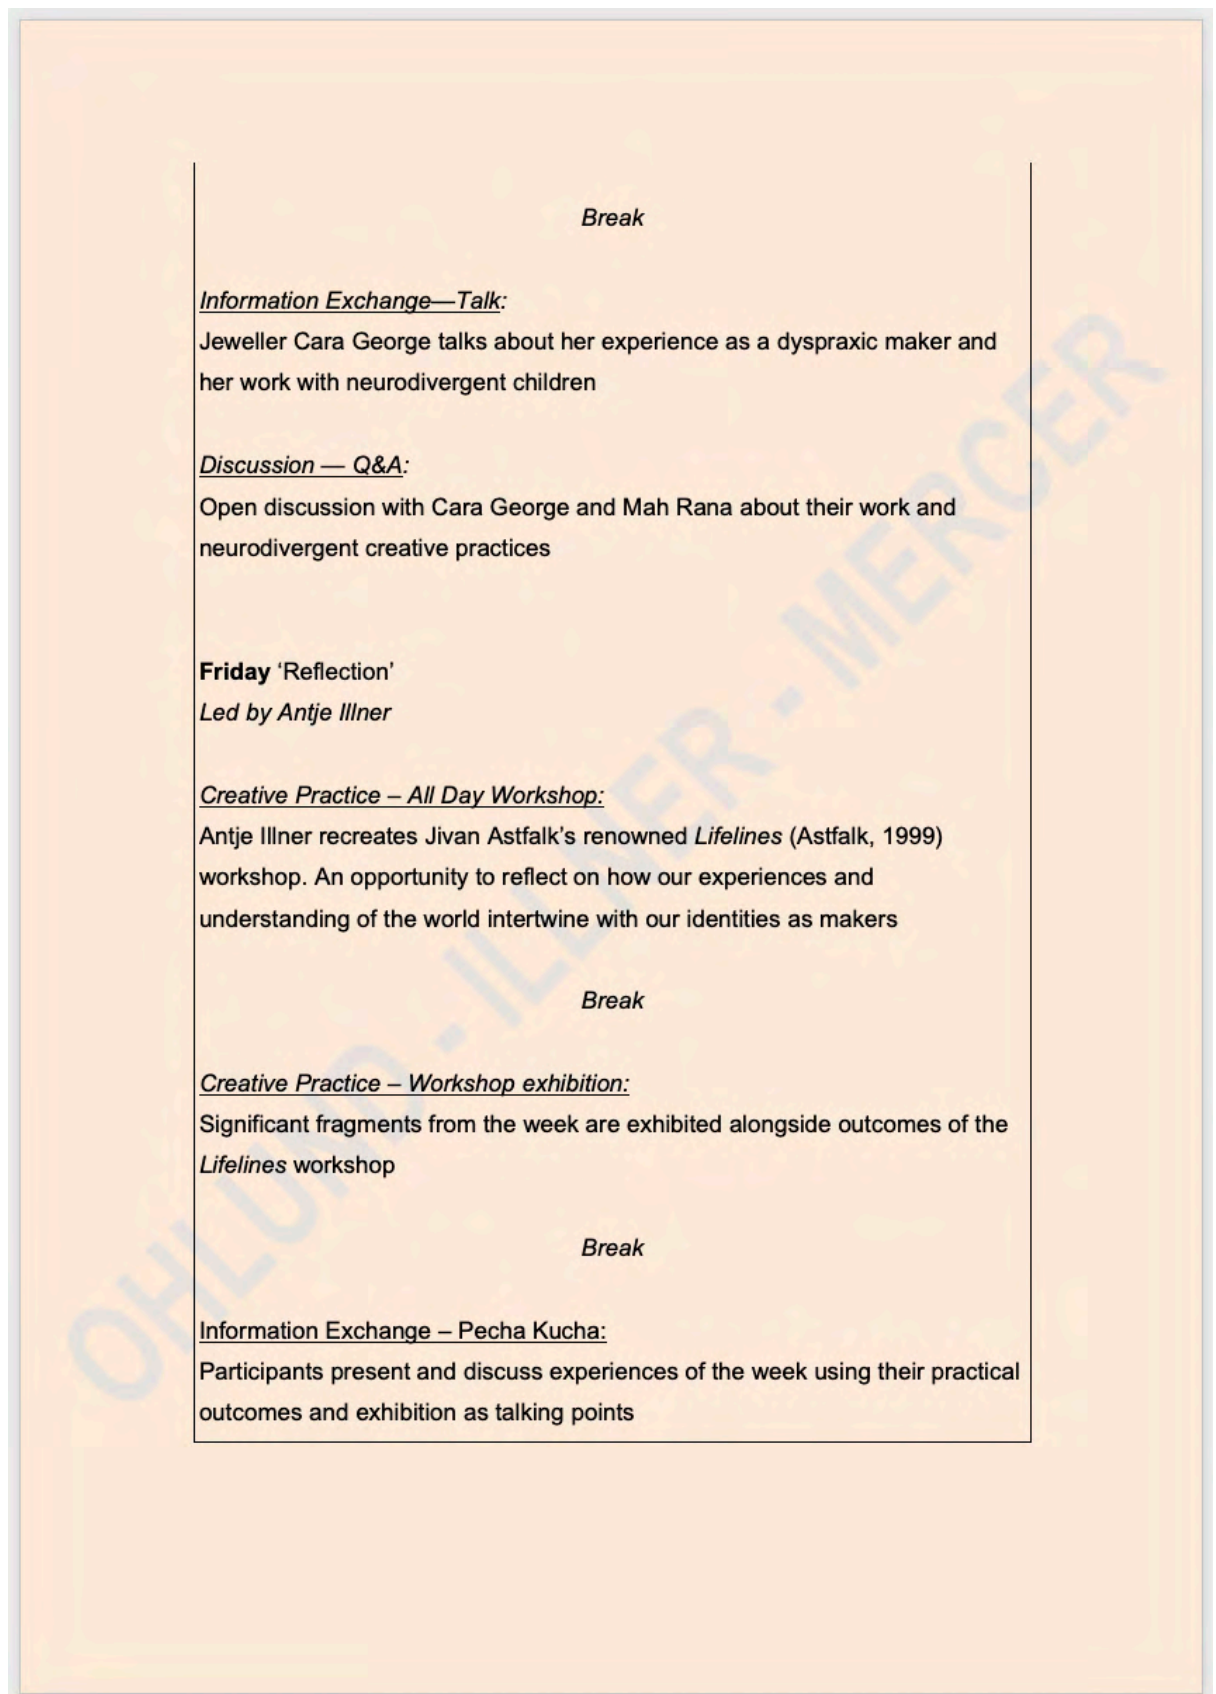 Break
Information Exchange—Talk:
Jeweller Cara George talks about her experience as a dyspraxic maker and
her work with neurodivergent children
Discussion — Q&A:
Open discussion with Cara George and Mah Rana about their work and
neurodivergent creative practices
Friday ‘Reflection’
Led by Antje Illner
Creative Practice – All Day Workshop:
Antje Illner recreates Jivan Astfalk’s renowned Lifelines (Astfalk, 1999)
workshop. An opportunity to reflect on how our experiences and
understanding of the world intertwine with our identities as makers
Break
Creative Practice – Workshop exhibition:
Significant fragments from the week are exhibited alongside outcomes of the
Lifelines workshop
Break
Information Exchange – Pecha Kucha:
Participants present and discuss experiences of the week using their practical
outcomes and exhibition as talking points
OHLUND - ILLNER - MERCER